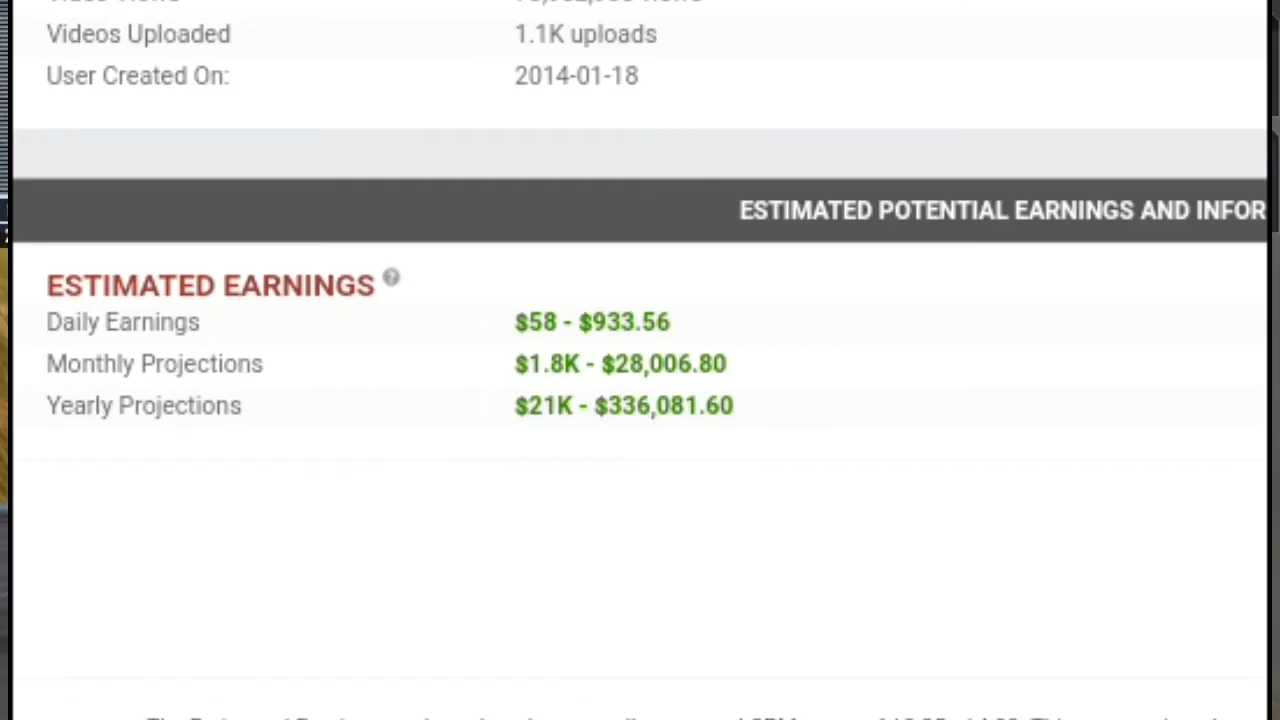 Videos Uploaded 1.1K uploads
User Created On: 2014-01-18
ESTIMATED POTENTIAL EARNINGS AND INFOR
ESTIMATED EARNINGS ?
Daily Earnings $58 - $933.56
Monthly Projections $1.8K - $28,006.80
Yearly Projections $21K - $336,081.60